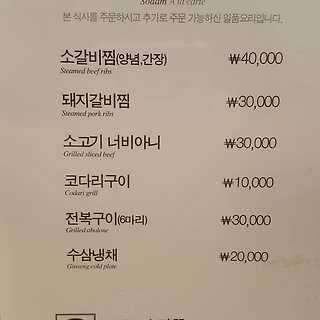 Sodam A la carte
본 식사를 주문하시고 추기로 주문 가능하신 일품요리입니다.
소갈비찜(양념,간장) ₩40,000
Steamed beef ribs
돼지갈비찜 ₩30,000
Steamed pork ribs
소고기 너비아니 ₩30,000
Grilled sliced beef
코다리구이 ₩10,000
Codari grill
전복구이(6마리) ₩30,000
Grilled abalone
수삼냉채 ₩20,000
Ginseng cold plate